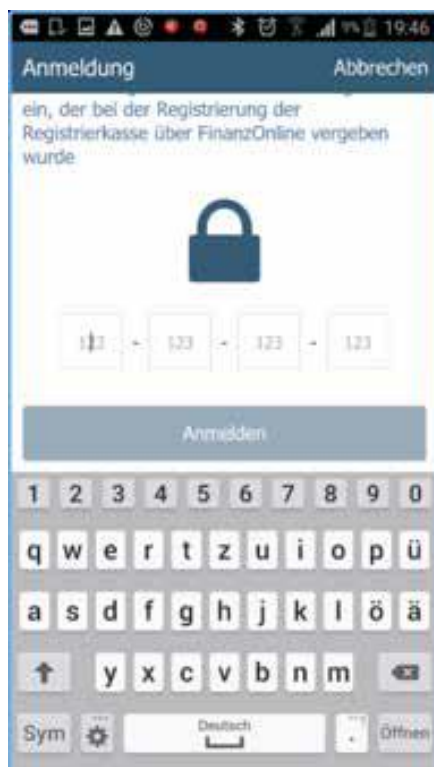 19:46
Anmeldung Abbrechen
ein, der bei der Registrierung der
Registrierkasse über FinanzOnline vergeben
wurde
123 - 123 - 123 - 123
Anmelden
1 2 3 4 5 6 7 8 9 0
q w e r t z u i o p ü
a s d f g h j k l ö ä
y x c v b n m
Sym Deutsch . Öffnen